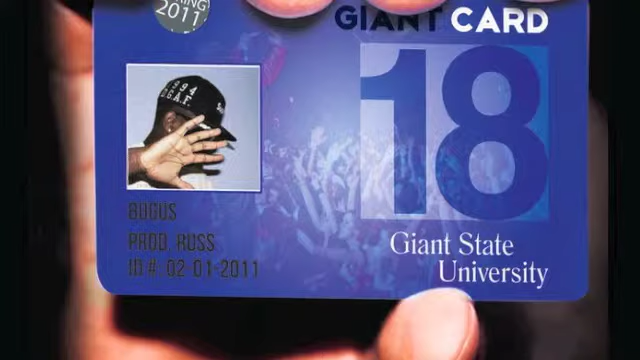 2011
GIANT CARD
18
BUGUS
PROD. RUSS
ID #: 02-01-2011
Giant State
University